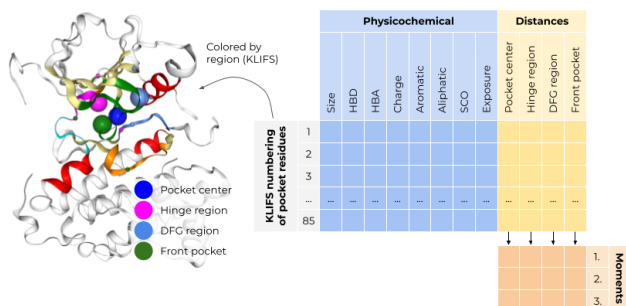 Physicochemical
Distances
Colored by
region (KLIFS)
Size
HBD
HBA
Charge
Aromatic
Aliphatic
SCO
Exposure
Pocket center
Hinge region
DFG region
Front pocket
KLIFS numbering
of pocket residues
1
2
3
... ... ... ... ... ... ... ... ... ... ... ... ...
85
Pocket center
Hinge region
DFG region
Front pocket
1.
2.
3.
Moments